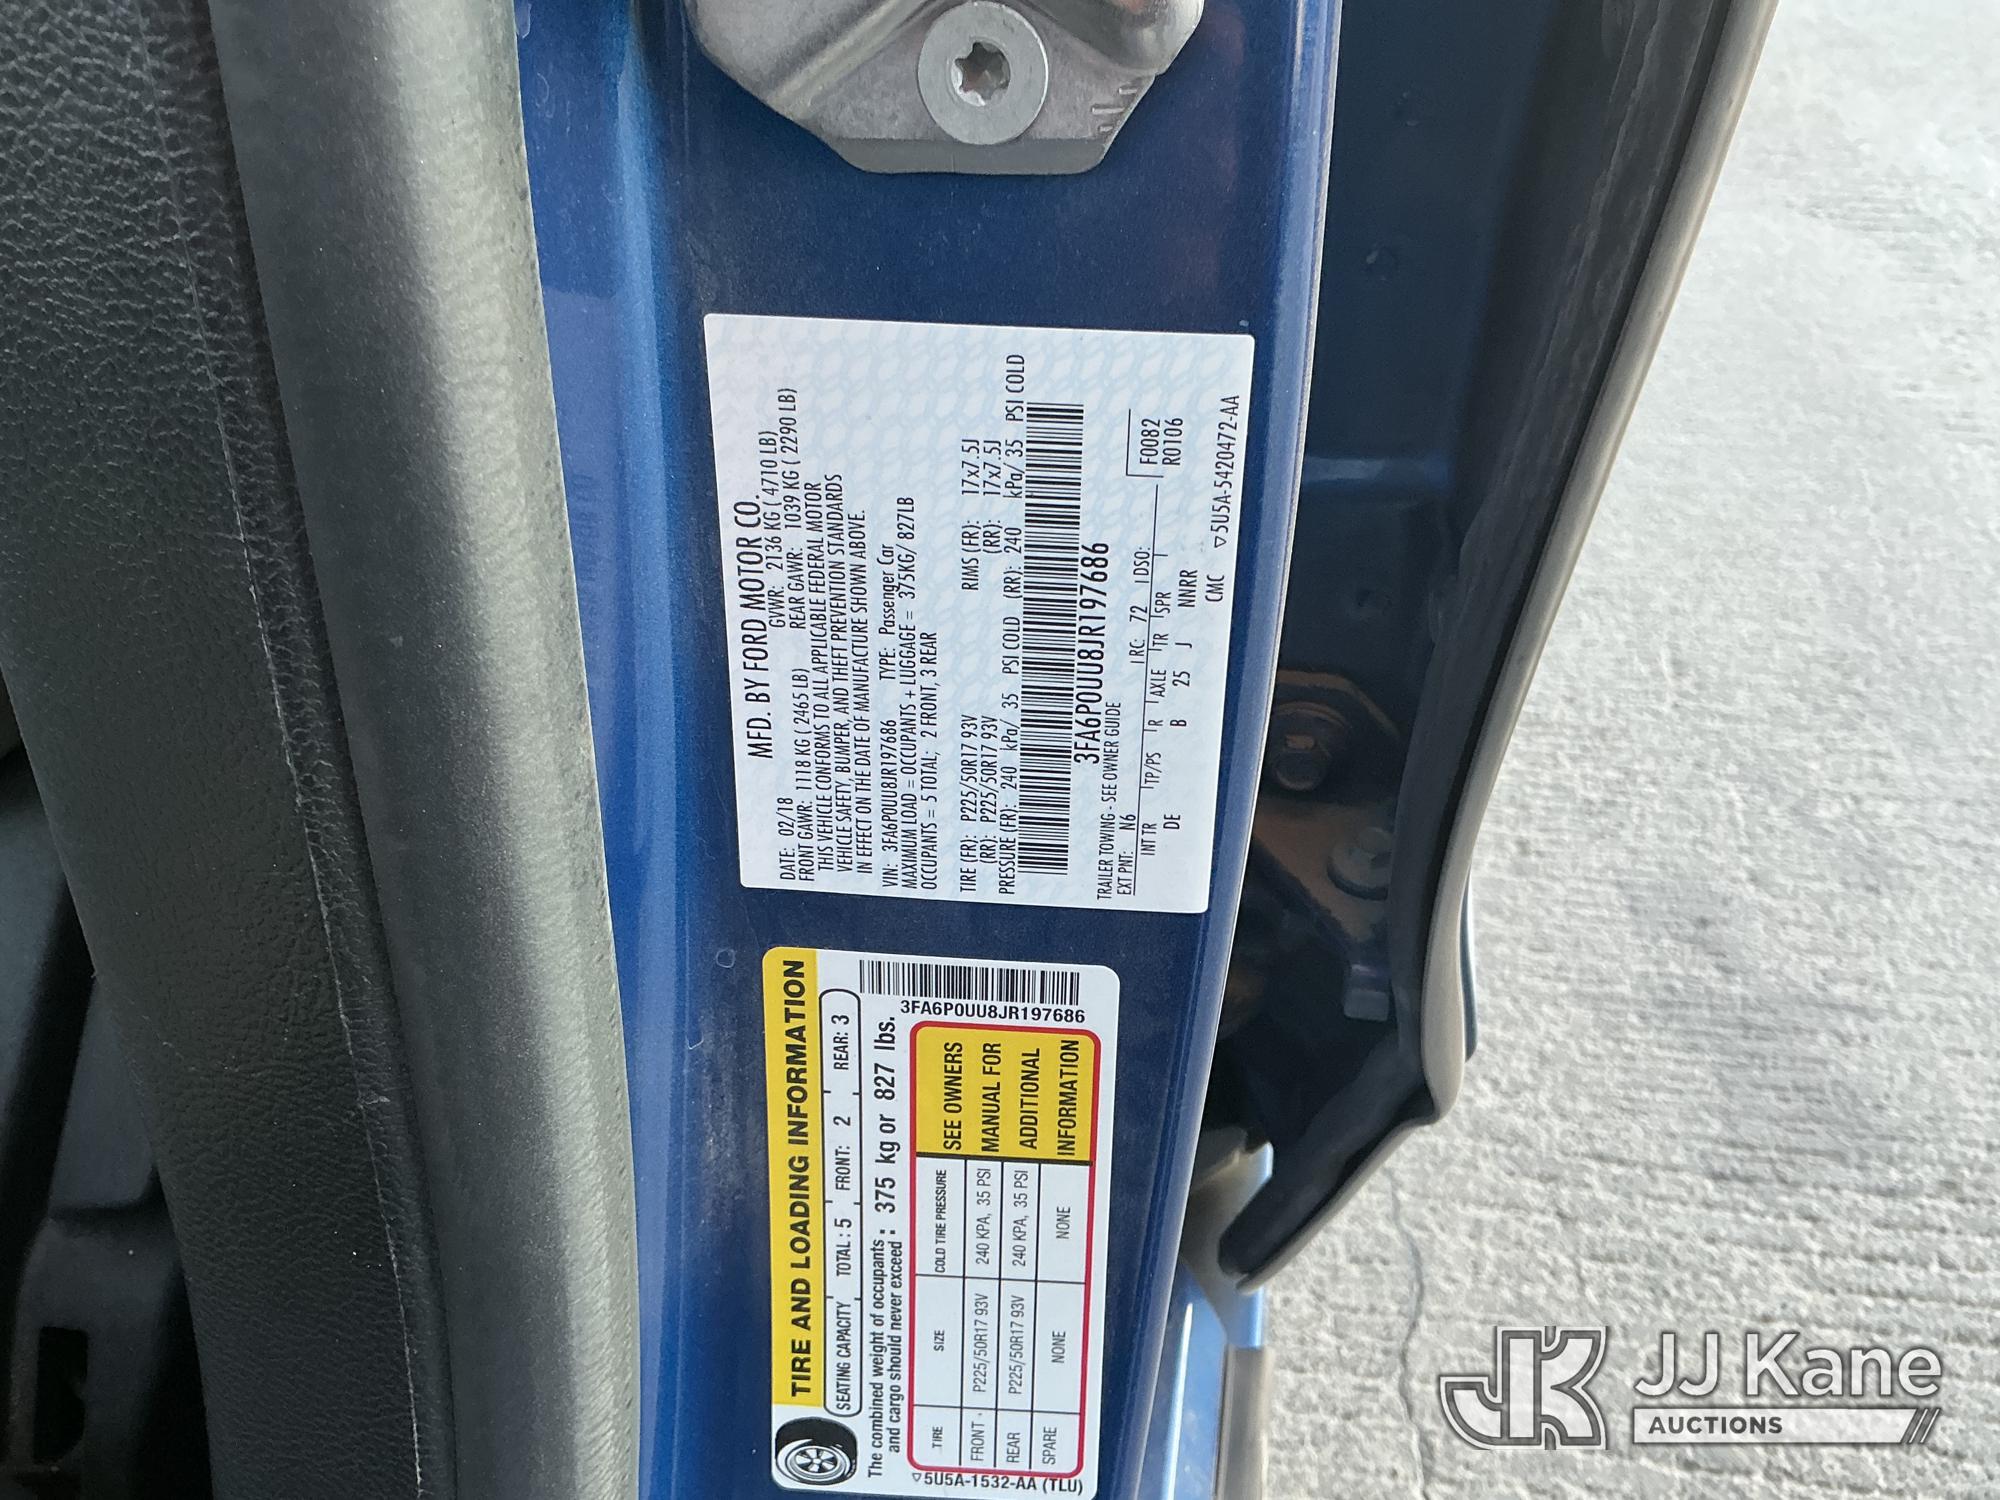 MFD. BY FORD MOTOR CO.
DATE: 02/18 GVWR: 2136 KG ( 4710 LB)
FRONT GAWR: 1118 KG ( 2465 LB) REAR GAWR: 1039 KG ( 2290 LB)
THIS VEHICLE CONFORMS TO ALL APPLICABLE FEDERAL MOTOR
VEHICLE SAFETY, BUMPER, AND THEFT PREVENTION STANDARDS
IN EFFECT ON THE DATE OF MANUFACTURE SHOWN ABOVE.
VIN: 3FA6P0UU8JR197686 TYPE: Passenger Car
MAXIMUM LOAD = OCCUPANTS + LUGGAGE = 375KG/ 827LB
OCCUPANTS = 5 TOTAL; 2 FRONT, 3 REAR
TIRE (FR): P225/50R17 93V RIMS (FR): 17x7.5J
(RR): P225/50R17 93V (RR): 17x7.5J
PRESSURE (FR): 240 kPa/ 35 PSI COLD (RR): 240 kPa/ 35 PSI COLD
3FA6P0UU8JR197686
TRAILER TOWING - SEE OWNER GUIDE
EXT PNT: N6 RC: 72 DSO: F0082
INT TR TP/PS R AXLE TR SPR R0106
DE B 25 J NNRR
CMC ▽5U5A-5420472-AA
TIRE AND LOADING INFORMATION
SEATING CAPACITY TOTAL: 5 FRONT: 2 REAR: 3
The combined weight of occupants
and cargo should never exceed : 375 kg or 827 lbs.
3FA6P0UU8JR197686
TIRE SIZE COLD TIRE PRESSURE SEE OWNERS
FRONT P225/50R17 93V 240 KPA, 35 PSI MANUAL FOR
REAR P225/50R17 93V 240 KPA, 35 PSI ADDITIONAL
SPARE NONE NONE INFORMATION
▽5U5A-1532-AA (TLU)
JK JJ Kane
AUCTIONS